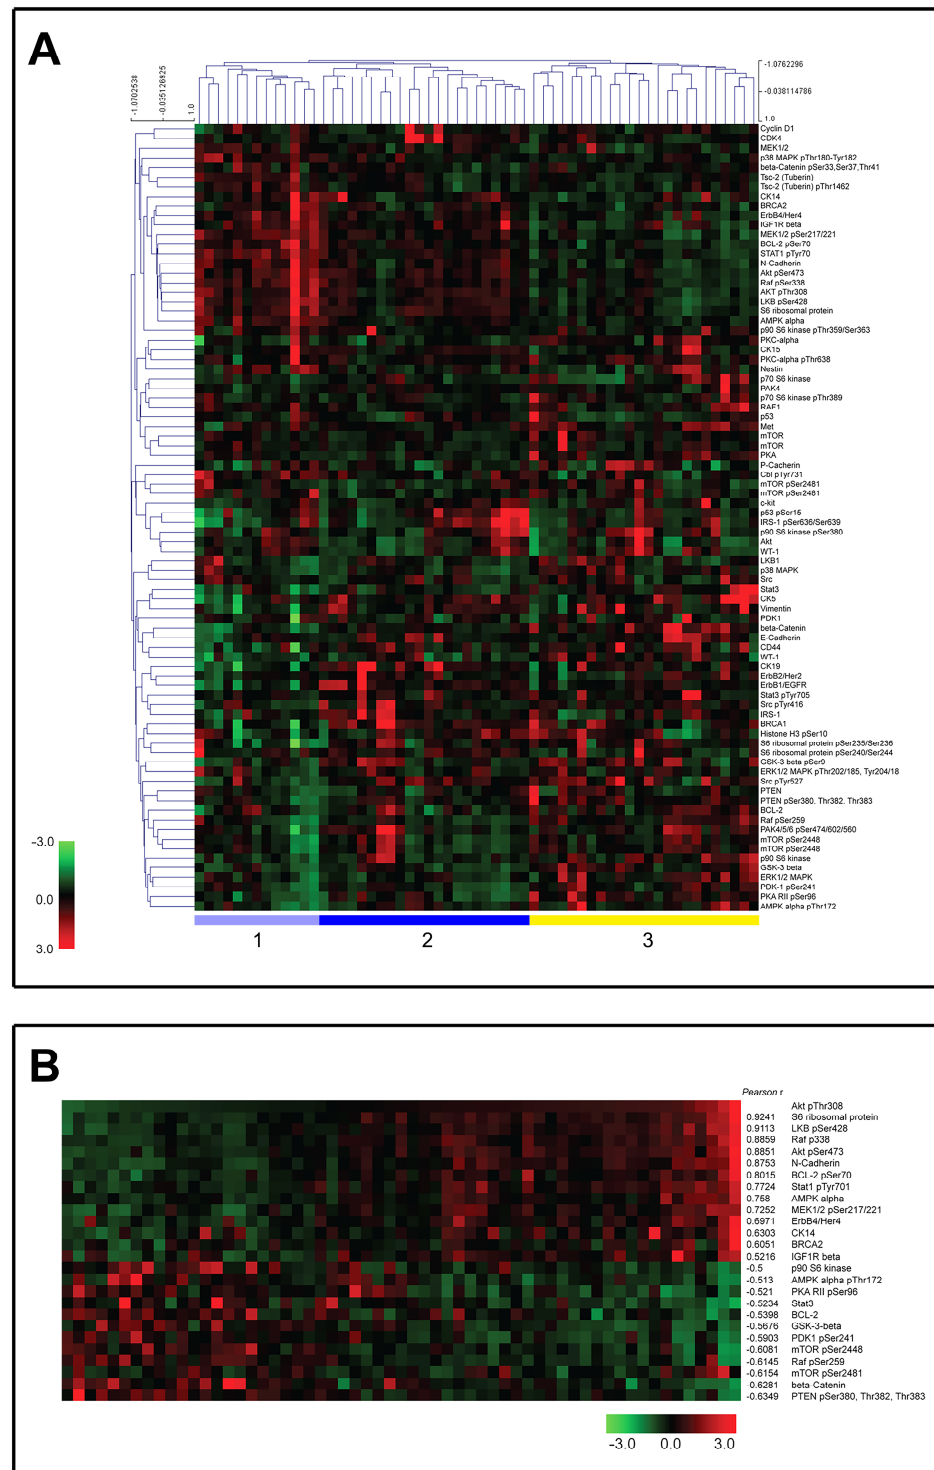 A
-1.0702538
-0.035126925
1.0
-1.0762296
-0.038114786
1.0
Cyclin D1
CDK4
MEK1/2
p38 MAPK pThr180-Tyr182
beta-Catenin pSer33,Ser37,Thr41
Tsc-2 (Tuberin)
Tsc-2 (Tuberin) pThr1462
CK14
BRCA2
ErbB4/Her4
IGF1R beta
MEK1/2 pSer217/221
BCL-2 pSer70
STAT1 pTyr70
N-Cadherin
Akt pSer473
Raf pSer338
AKT pThr308
LKB pSer428
S6 ribosomal protein
AMPK alpha
p90 S6 kinase pThr359/Ser363
PKC-alpha
CK15
PKC-alpha pThr638
Nestin
p70 S6 kinase
PAK4
p70 S6 kinase pThr389
RAF1
p53
Met
mTOR
mTOR
PKA
P-Cacherin
Cbl pTyr731
mTOR pSer2481
mTOR pSer2481
c-kit
p53 pSer15
IRS-1 pSer636/Ser639
p90 S6 kinase pSer380
Akt
WT-1
LKB1
p38 MAPK
Src
Stat3
CK5
Vimentin
PDK1
beta-Catenin
E-Cadherin
CD44
WT-1
CK19
ErbB2/Her2
ErbB1/EGFR
Stat3 pTyr705
Src pTyr416
IRS-1
BRCA1
Histone H3 pSer10
S6 ribosomal protein pSer235/Ser236
S6 ribosomal protein pSer240/Ser244
GSK-3 beta pSer9
ERK1/2 MAPK pThr202/185, Tyr204/18
Src pTyr527
PTEN
PTEN pSer380, Thr382, Thr383
BCL-2
Raf pSer259
PAK4/5/6 pSer474/602/560
mTOR pSer2448
mTOR pSer2448
p90 S6 kinase
GSK-3 beta
ERK1/2 MAPK
PDK-1 pSer241
PKA RII pSer96
AMPK alpha pThr172
-3.0
0.0
3.0
1 2 3
B
Pearson r
Akt pThr308
0.9241 S6 ribosomal protein
0.9113 LKB pSer428
0.8859 Raf p338
0.8851 Akt pSer473
0.8753 N-Cadherin
0.8015 BCL-2 pSer70
0.7724 Stat1 pTyr701
0.768 AMPK alpha
0.7252 MEK1/2 pSer217/221
0.6971 ErbB4/Her4
0.6303 CK14
0.6051 BRCA2
0.5216 IGF1R beta
-0.5 p90 S6 kinase
-0.513 AMPK alpha pThr172
-0.521 PKA RII pSer96
-0.5234 Stat3
-0.5398 BCL-2
-0.5676 GSK-3-beta
-0.5903 PDK1 pSer241
-0.6081 mTOR pSer2448
-0.6145 Raf pSer259
-0.6154 mTOR pSer2481
-0.6281 beta-Catenin
-0.6349 PTEN pSer380, Thr382, Thr383
-3.0 0.0 3.0